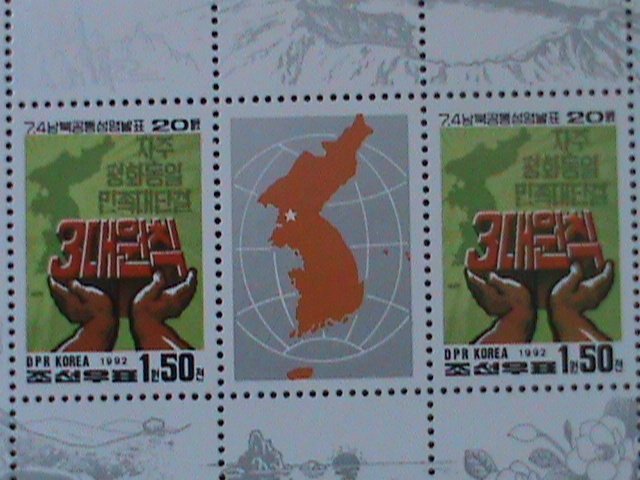 7.4남북공동성명발표 20돐
자주
평화통일
민족대단결
3대원칙
DPR KOREA 1992
조선우표 1원50전
7.4남북공동성명발표 20돐
자주
평화통일
민족대단결
3대원칙
DPR KOREA 1992
조선우표 1원50전